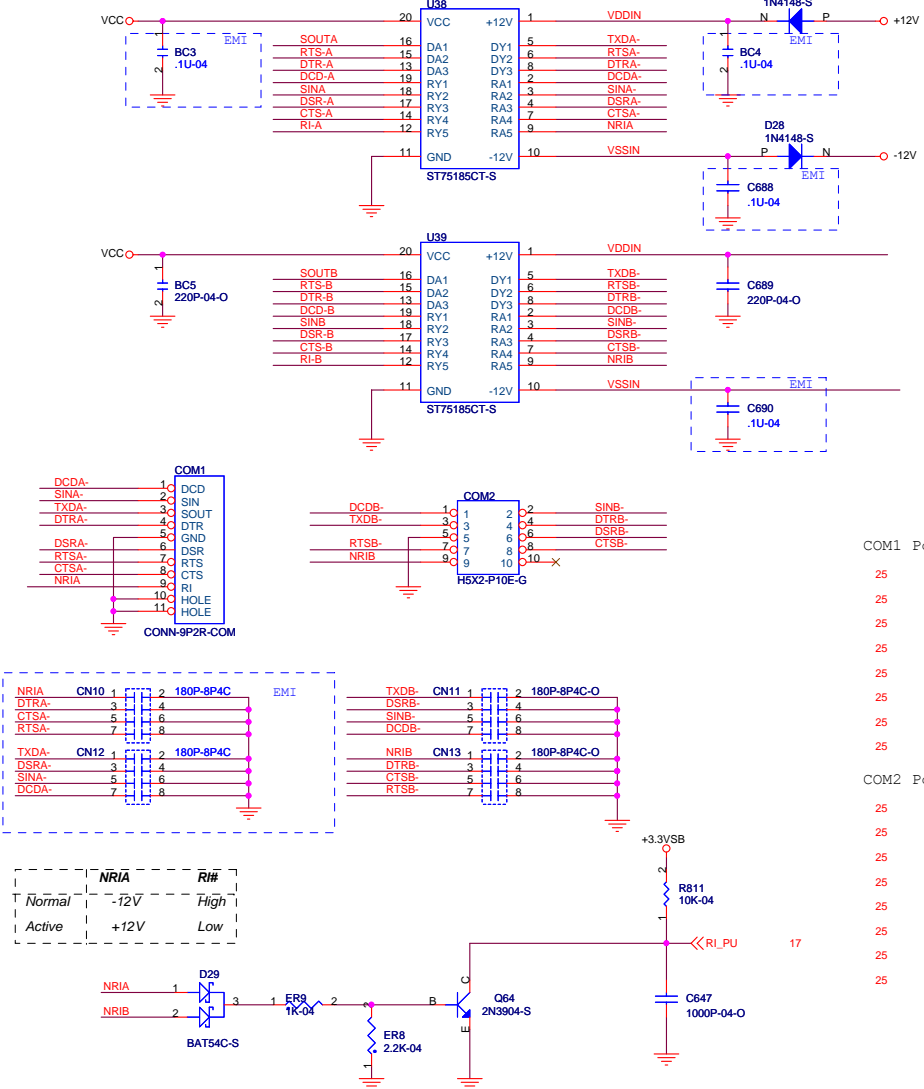 U38
1N4148-S
VCC 20 VCC +12V 1 VDDIN N P +12V
EMI
EMI
1 BC3 .1U-04 2
1 BC4 .1U-04 2
SOUTA 16 DA1 DY1 5 TXDA-
RTS-A 15 DA2 DY2 6 RTSA-
DTR-A 13 DA3 DY3 8 DTRA-
DCD-A 19 RY1 RA1 2 DCDA-
SINA 18 RY2 RA2 3 SINA-
DSR-A 17 RY3 RA3 4 DSRA-
CTS-A 14 RY4 RA4 7 CTSA-
RI-A 12 RY5 RA5 9 NRIA
D28
1N4148-S
11 GND -12V 10 VSSIN P N -12V
ST75185CT-S
EMI
C688
.1U-04
U39
VCC 20 VCC +12V 1 VDDIN
1 BC5 220P-04-O 2
C689
220P-04-O
SOUTB 16 DA1 DY1 5 TXDB-
RTS-B 15 DA2 DY2 6 RTSB-
DTR-B 13 DA3 DY3 8 DTRB-
DCD-B 19 RY1 RA1 2 DCDB-
SINB 18 RY2 RA2 3 SINB-
DSR-B 17 RY3 RA3 4 DSRB-
CTS-B 14 RY4 RA4 7 CTSB-
RI-B 12 RY5 RA5 9 NRIB
11 GND -12V 10 VSSIN
ST75185CT-S
EMI
C690
.1U-04
COM1
DCDA- 1 DCD
SINA- 2 SIN
TXDA- 3 SOUT
DTRA- 4 DTR
5 GND
DSRA- 6 DSR
RTSA- 7 RTS
CTSA- 8 CTS
NRIA 9 RI
10 HOLE
11 HOLE
CONN-9P2R-COM
COM2
DCDB- 1 1 2 2 SINB-
TXDB- 3 3 4 4 DTRB-
5 5 6 6 DSRB-
RTSB- 7 7 8 8 CTSB-
NRIB 9 9 10 10
H5X2-P10E-G
COM1 Po
25
25
25
25
25
25
25
25
COM2 Po
25
25
25
25
25
25
25
25
EMI
NRIA CN10 1 2 180P-8P4C
DTRA- 3 4
CTSA- 5 6
RTSA- 7 8
TXDA- CN12 1 2 180P-8P4C
DSRA- 3 4
SINA- 5 6
DCDA- 7 8
TXDB- CN11 1 2 180P-8P4C-O
DSRB- 3 4
SINB- 5 6
DCDB- 7 8
NRIB CN13 1 2 180P-8P4C-O
DTRB- 3 4
CTSB- 5 6
RTSB- 7 8
NRIA RI#
Normal -12V High
Active +12V Low
+3.3VSB
2
R811
10K-04
1
RI_PU 17
D29
NRIA 1
NRIB 2
3
BAT54C-S
1 ER9 2
1K-04
2
ER8
2.2K-04
1
B
C
E
Q64
2N3904-S
C647
1000P-04-O